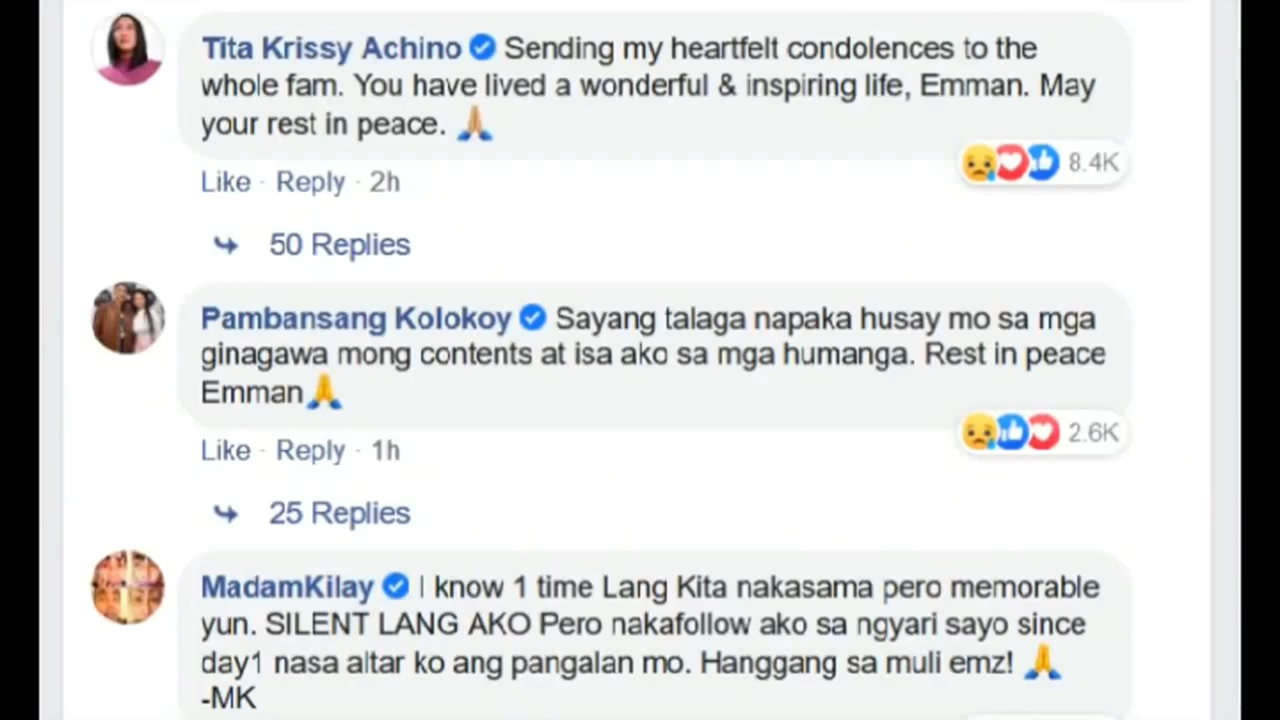 Tita Krissy Achino Sending my heartfelt condolences to the
whole fam. You have lived a wonderful & inspiring life, Emman. May
your rest in peace. 🙏🏼
8.4K
Like · Reply · 2h
50 Replies
Pambansang Kolokoy Sayang talaga napaka husay mo sa mga
ginagawa mong contents at isa ako sa mga humanga. Rest in peace
Emman🙏
2.6K
Like · Reply · 1h
25 Replies
MadamKilay I know 1 time Lang Kita nakasama pero memorable
yun. SILENT LANG AKO Pero nakafollow ako sa ngyari sayo since
day1 nasa altar ko ang pangalan mo. Hanggang sa muli emz! 🙏
-MK